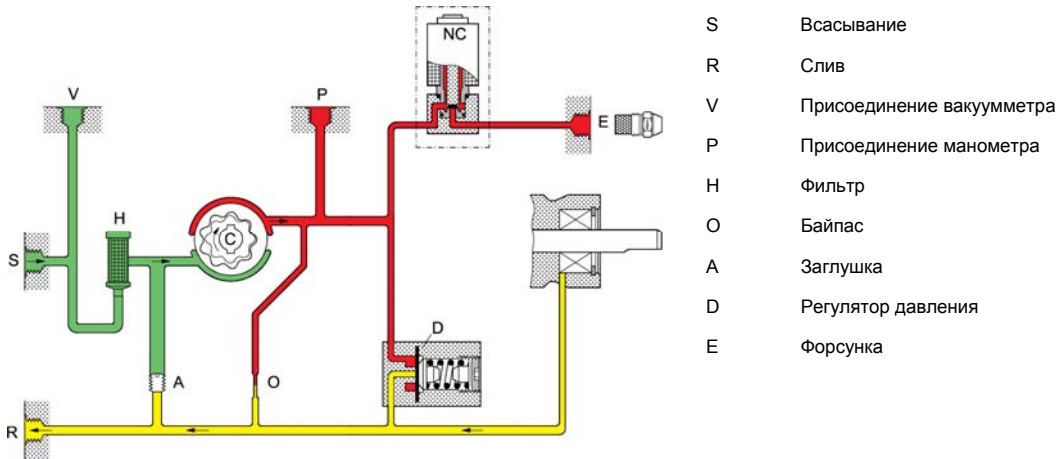 NC
V
P
E
H
C
S
D
A
O
R
S Всасывание
R Слив
V Присоединение вакуумметра
P Присоединение манометра
H Фильтр
O Байпас
A Заглушка
D Регулятор давления
E Форсунка